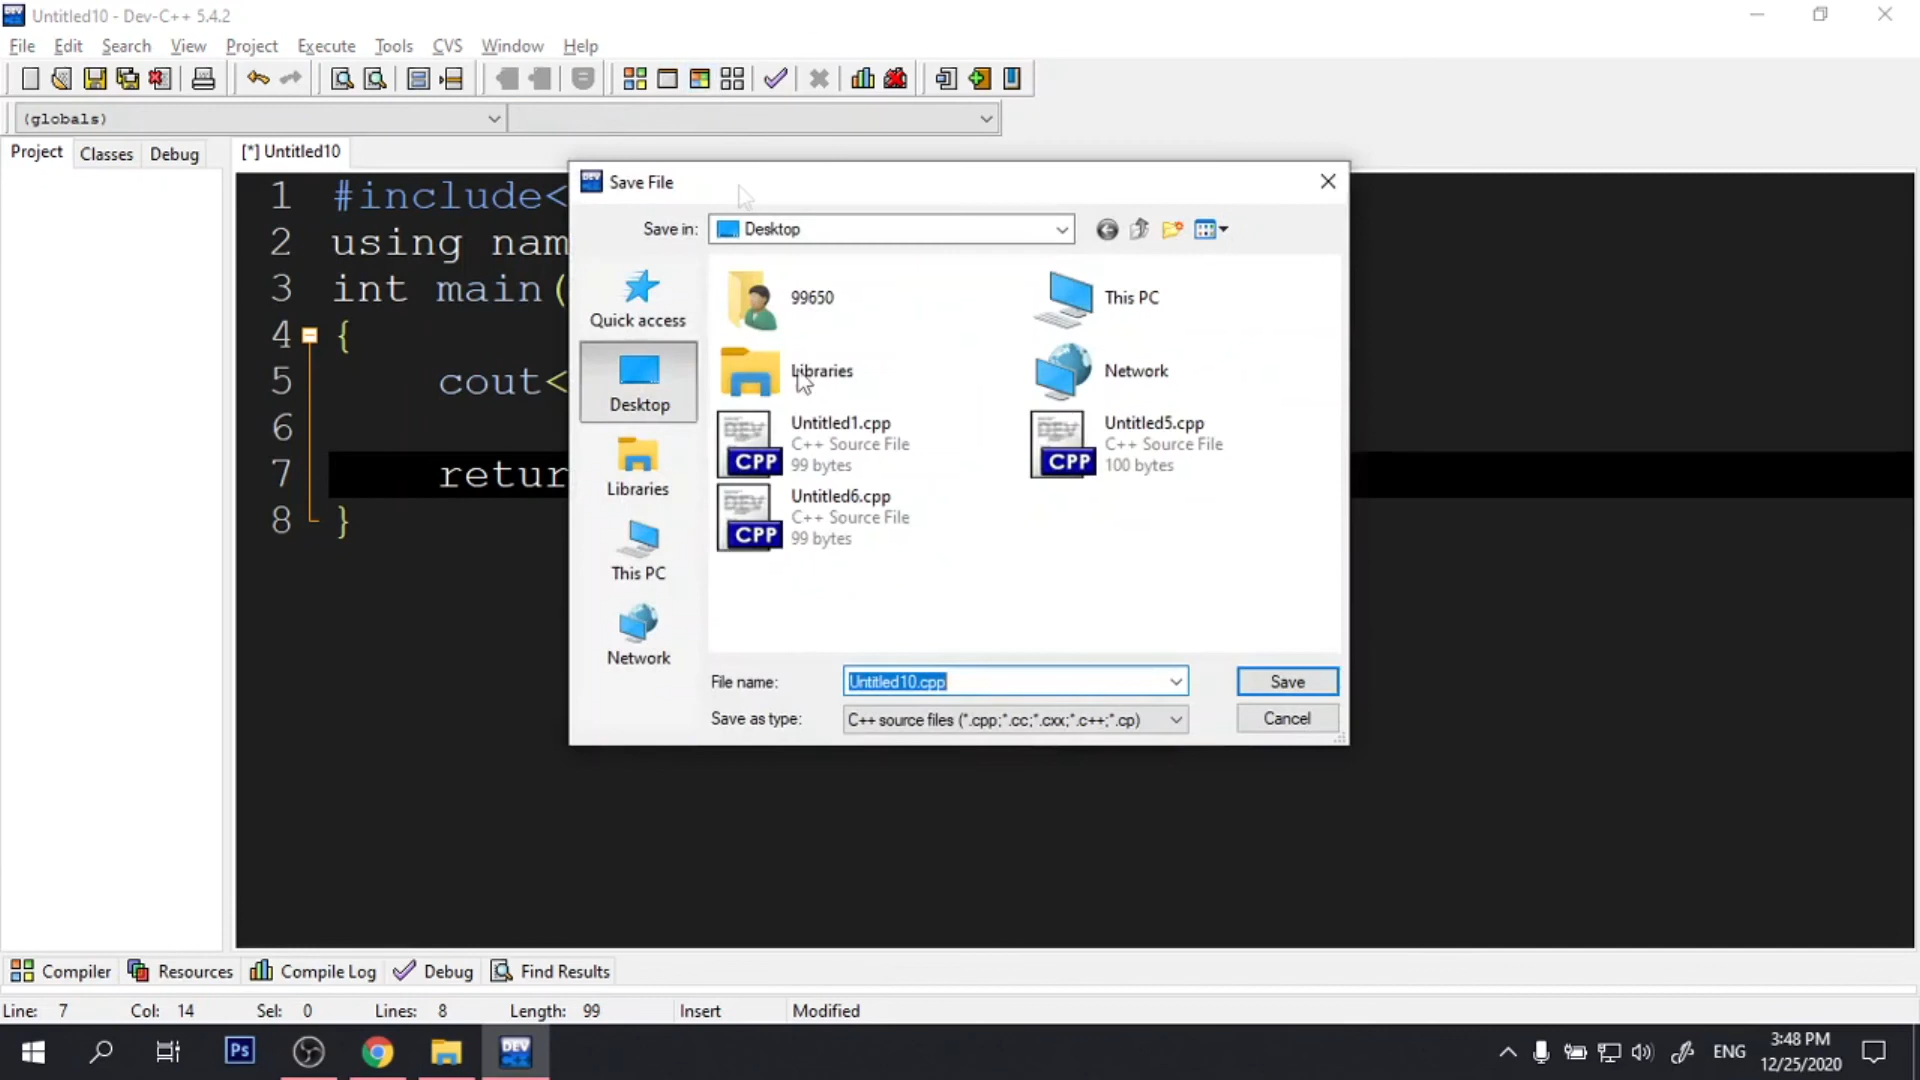 Untitled10 - Dev-C++ 5.4.2
File Edit Search View Project Execute Tools CVS Window Help
(globals)
Project Classes Debug
[*] Untitled10
1 #include<
2 using nam
3 int main(
4 {
5 cout<
6
7 retur
8 }
Save File
Save in: Desktop
Quick access
Desktop
Libraries
This PC
Network
99650
This PC
Libraries
Network
Untitled1.cpp
C++ Source File
99 bytes
Untitled5.cpp
C++ Source File
100 bytes
Untitled6.cpp
C++ Source File
99 bytes
DEV
CPP
DEV
CPP
DEV
CPP
File name: Untitled10.cpp Save
Save as type: C++ source files (*.cpp;*.cc;*.cxx;*.c++;*.cp) Cancel
Compiler Resources Compile Log Debug Find Results
Line: 7 Col: 14 Sel: 0 Lines: 8 Length: 99 Insert Modified
Ps
DEV
ENG
3:48 PM
12/25/2020